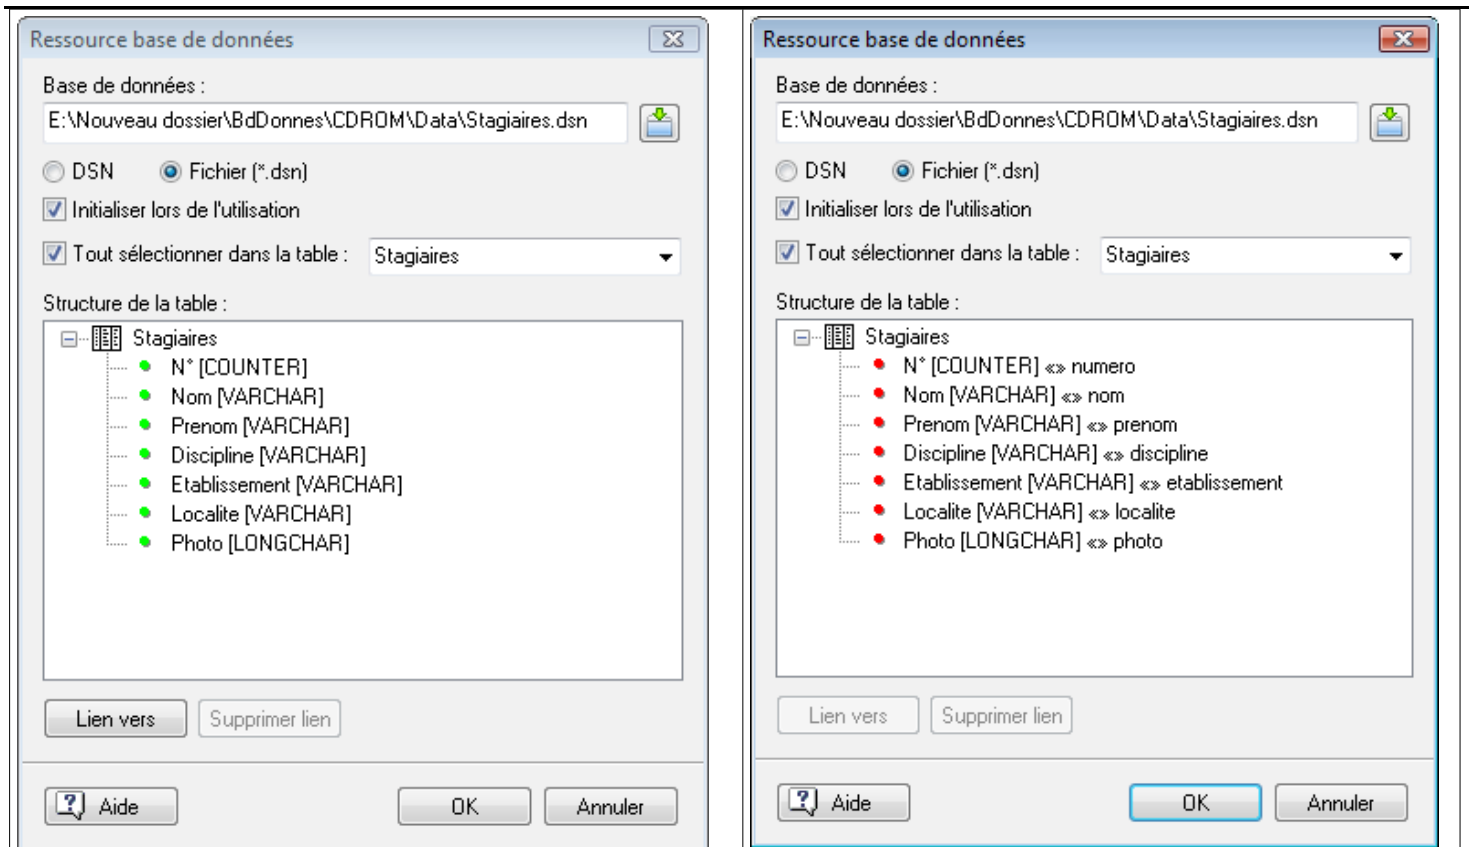 Ressource base de données
Base de données :
E:\Nouveau dossier\BdDonnes\CDROM\Data\Stagiaires.dsn
DSN Fichier (*.dsn)
Initialiser lors de l'utilisation
Tout sélectionner dans la table : Stagiaires
Structure de la table :
Stagiaires
N° [COUNTER]
Nom [VARCHAR]
Prenom [VARCHAR]
Discipline [VARCHAR]
Etablissement [VARCHAR]
Localite [VARCHAR]
Photo [LONGCHAR]
Lien vers Supprimer lien
Aide OK Annuler
Ressource base de données
Base de données :
E:\Nouveau dossier\BdDonnes\CDROM\Data\Stagiaires.dsn
DSN Fichier (*.dsn)
Initialiser lors de l'utilisation
Tout sélectionner dans la table : Stagiaires
Structure de la table :
Stagiaires
N° [COUNTER] «» numero
Nom [VARCHAR] «» nom
Prenom [VARCHAR] «» prenom
Discipline [VARCHAR] «» discipline
Etablissement [VARCHAR] «» etablissement
Localite [VARCHAR] «» localite
Photo [LONGCHAR] «» photo
Lien vers Supprimer lien
Aide OK Annuler